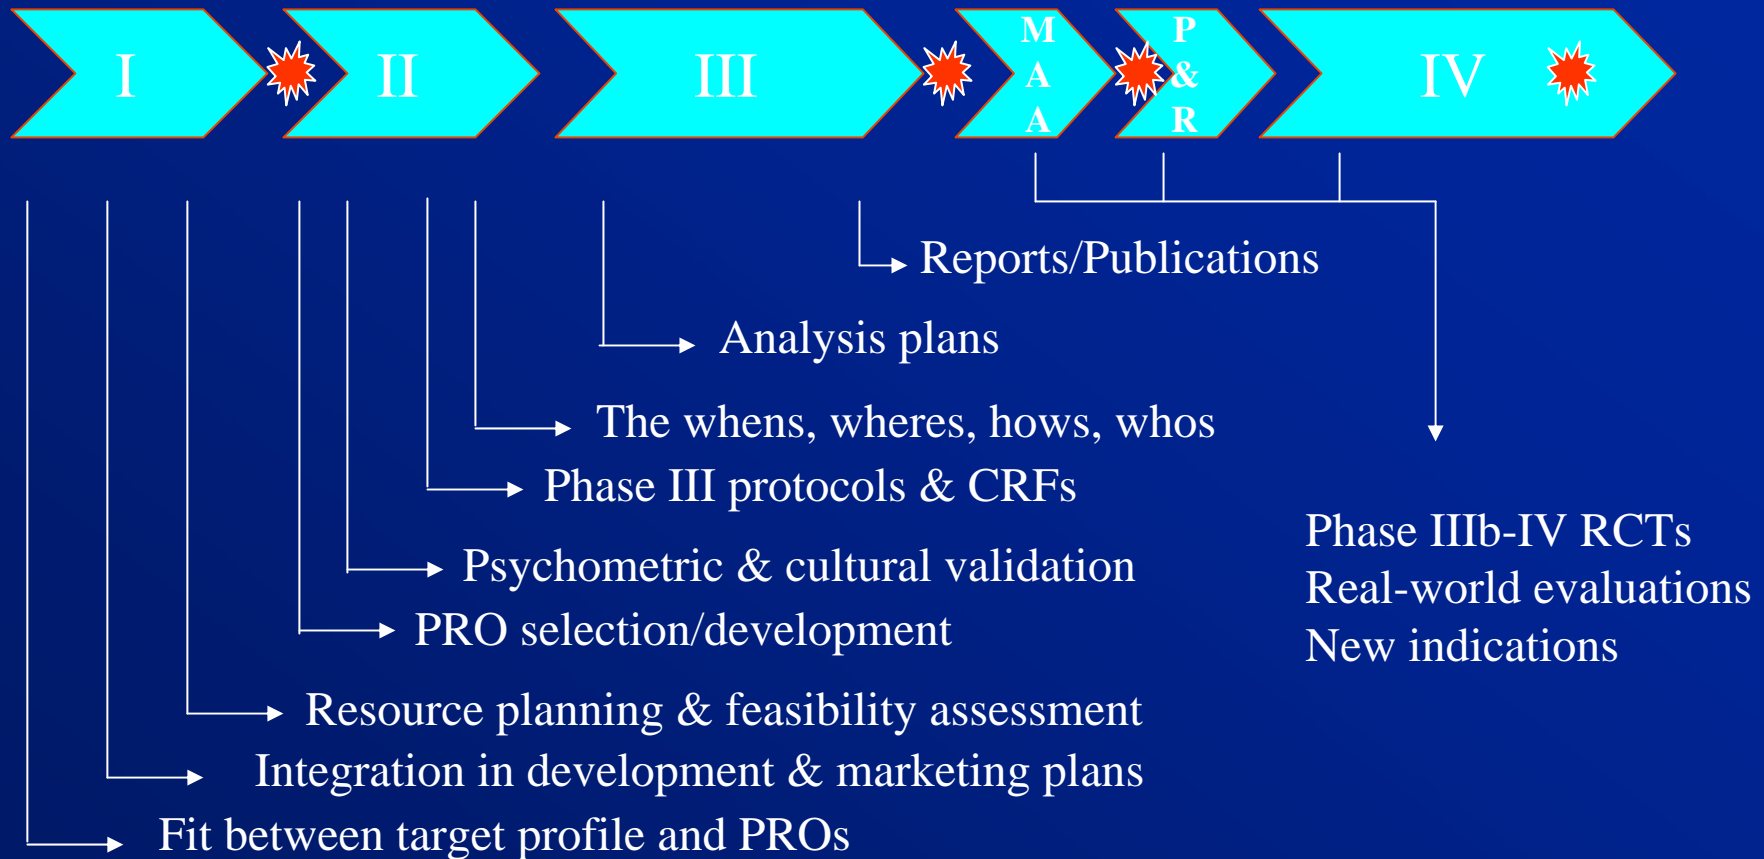 I
II
III
MAA
P&R
IV
Reports/Publications
Analysis plans
The whens, wheres, hows, whos
Phase III protocols & CRFs
Psychometric & cultural validation
PRO selection/development
Resource planning & feasibility assessment
Integration in development & marketing plans
Fit between target profile and PROs
Phase IIIb-IV RCTs
Real-world evaluations
New indications